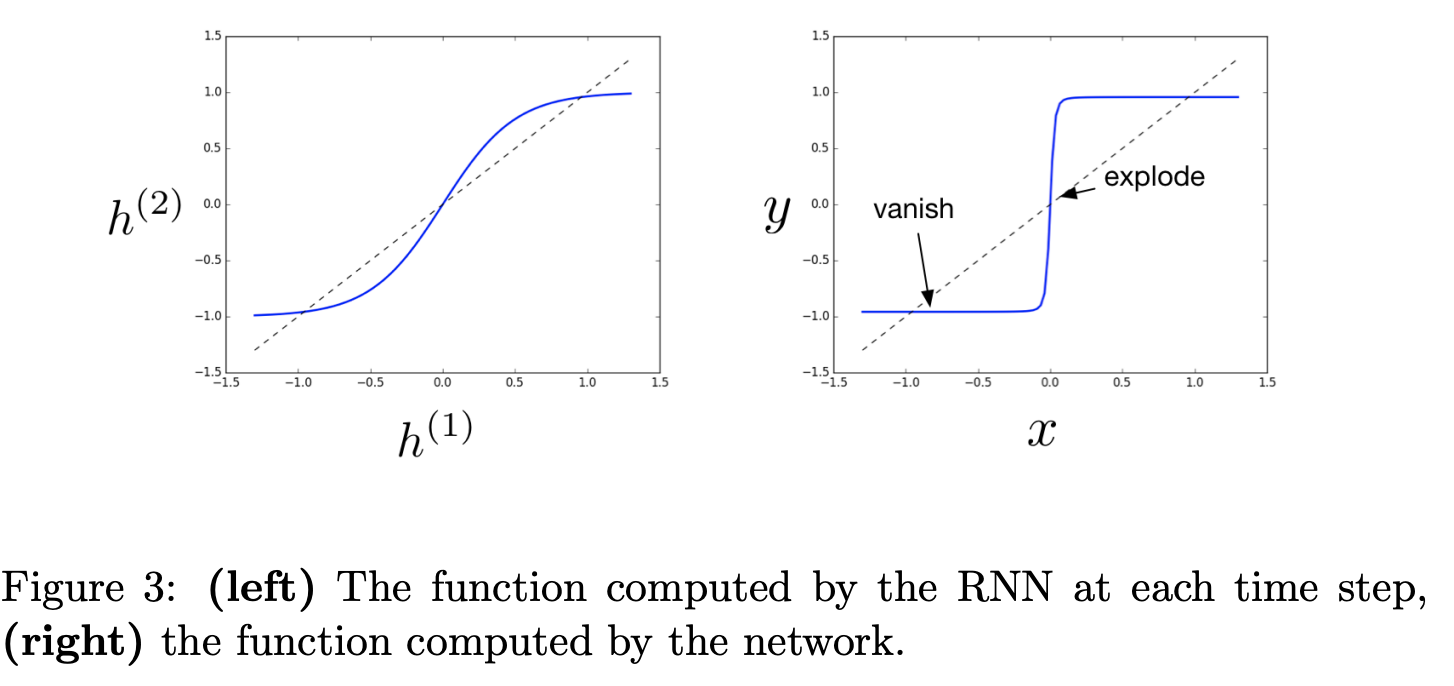 1.5
1.0
0.5
0.0
−0.5
−1.0
−1.5
−1.5 −1.0 −0.5 0.0 0.5 1.0 1.5
h(2)
h(1)
1.5
1.0
0.5
0.0
−0.5
−1.0
−1.5
−1.5 −1.0 −0.5 0.0 0.5 1.0 1.5
y
vanish
explode
x
Figure 3: (left) The function computed by the RNN at each time step,
(right) the function computed by the network.